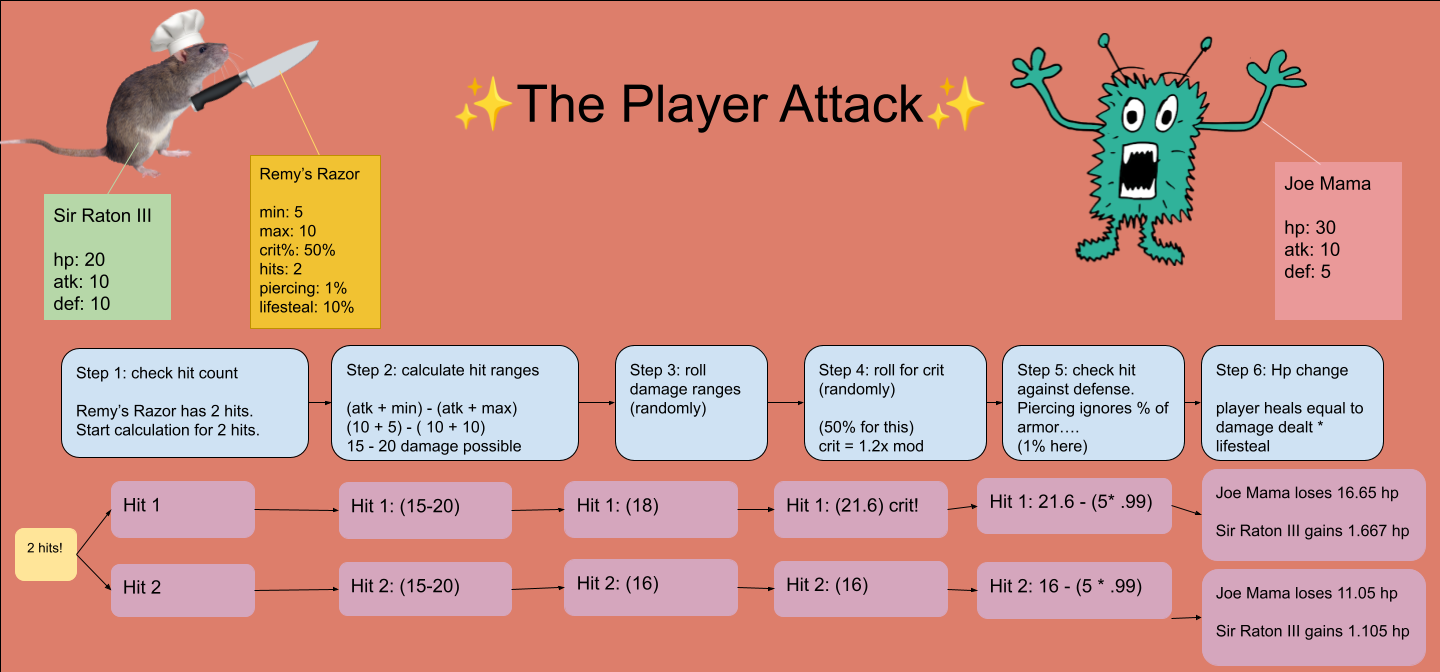 ✨The Player Attack✨
Sir Raton III
hp: 20
atk: 10
def: 10
Remy's Razor
min: 5
max: 10
crit%: 50%
hits: 2
piercing: 1%
lifesteal: 10%
Joe Mama
hp: 30
atk: 10
def: 5
Step 1: check hit count
Remy's Razor has 2 hits.
Start calculation for 2 hits.
Step 2: calculate hit ranges
(atk + min) - (atk + max)
(10 + 5) - ( 10 + 10)
15 - 20 damage possible
Step 3: roll
damage ranges
(randomly)
Step 4: roll for crit
(randomly)
(50% for this)
crit = 1.2x mod
Step 5: check hit
against defense.
Piercing ignores % of
armor….
(1% here)
Step 6: Hp change
player heals equal to
damage dealt *
lifesteal
2 hits!
Hit 1
Hit 1: (15-20)
Hit 1: (18)
Hit 1: (21.6) crit!
Hit 1: 21.6 - (5* .99)
Joe Mama loses 16.65 hp
Sir Raton III gains 1.667 hp
Hit 2
Hit 2: (15-20)
Hit 2: (16)
Hit 2: (16)
Hit 2: 16 - (5 * .99)
Joe Mama loses 11.05 hp
Sir Raton III gains 1.105 hp